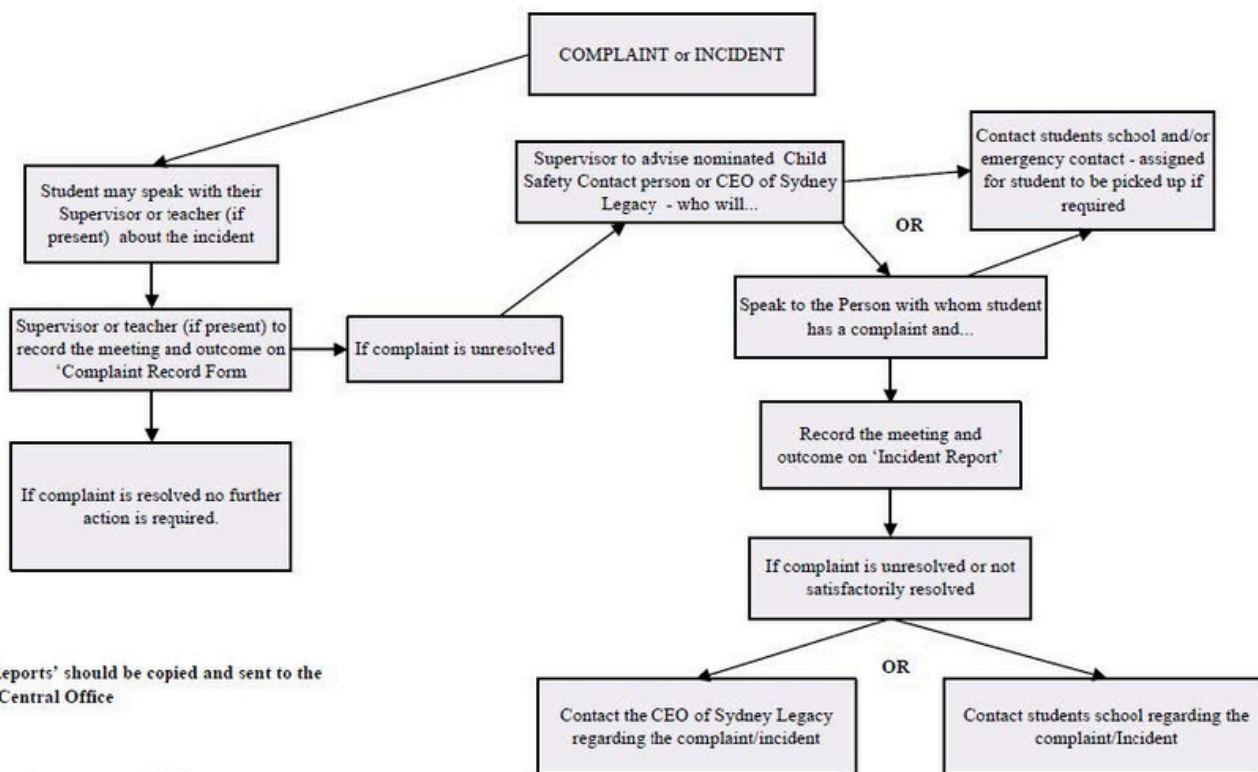 COMPLAINT or INCIDENT
Student may speak with their
Supervisor or teacher (if
present) about the incident
Supervisor or teacher (if present) to
record the meeting and outcome on
‘Complaint Record Form
If complaint is resolved no further
action is required.
If complaint is unresolved
Supervisor to advise nominated Child
Safety Contact person or CEO of Sydney
Legacy - who will...
OR
Contact students school and/or
emergency contact - assigned
for student to be picked up if
required
Speak to the Person with whom student
has a complaint and...
Record the meeting and
outcome on ‘Incident Report’
If complaint is unresolved or not
satisfactorily resolved
OR
Contact the CEO of Sydney Legacy
regarding the complaint/incident
Contact students school regarding the
complaint/Incident
eports’ should be copied and sent to the
Central Office